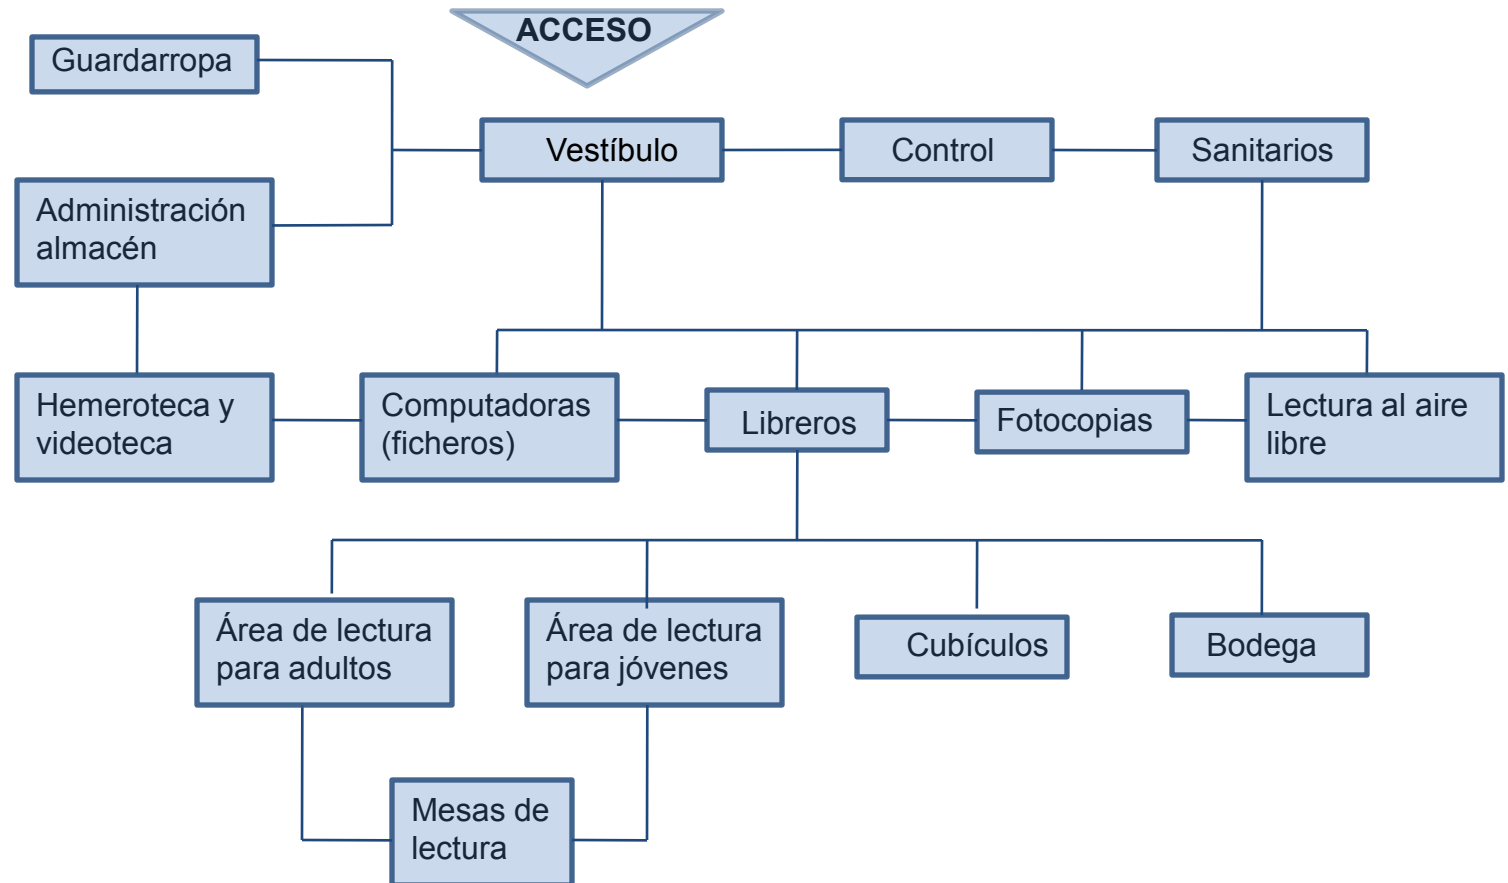 ACCESO
Guardarropa
Vestíbulo
Control
Sanitarios
Administración
almacén
Hemeroteca y
videoteca
Computadoras
(ficheros)
Libreros
Fotocopias
Lectura al aire
libre
Área de lectura
para adultos
Área de lectura
para jóvenes
Cubículos
Bodega
Mesas de
lectura